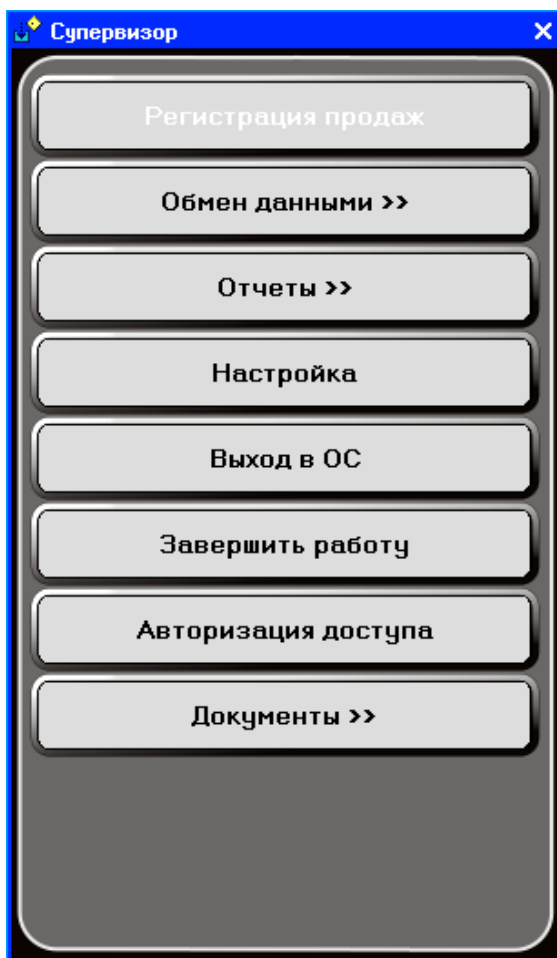 Супервизор
Регистрация продаж
Обмен данными >>
Отчеты >>
Настройка
Выход в ОС
Завершить работу
Авторизация доступа
Документы >>